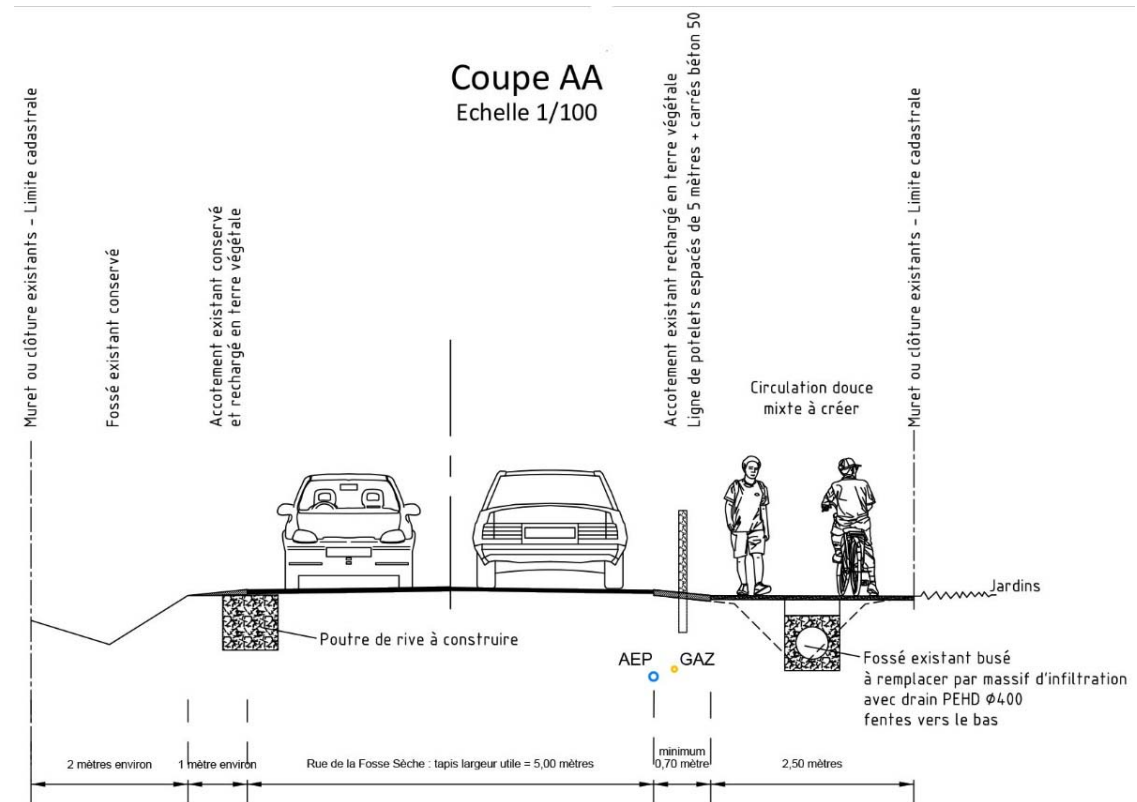 Coupe AA
Echelle 1/100
Muret ou clôture existants - Limite cadastrale
Fossé existant conservé
Accotement existant conservé
et rechargé en terre végétale
Accotement existant rechargé en terre végétale
Ligne de potelets espacés de 5 mètres + carrés béton 50
Circulation douce
mixte à créer
Muret ou clôture existants - Limite cadastrale
Jardins
Poutre de rive à construire
AEP
GAZ
Fossé existant busé
à remplacer par massif d'infiltration
avec drain PEHD Ø400
fentes vers le bas
2 mètres environ
1 mètre environ
Rue de la Fosse Sèche : tapis largeur utile = 5,00 mètres
minimum
0,70 mètre
2,50 mètres